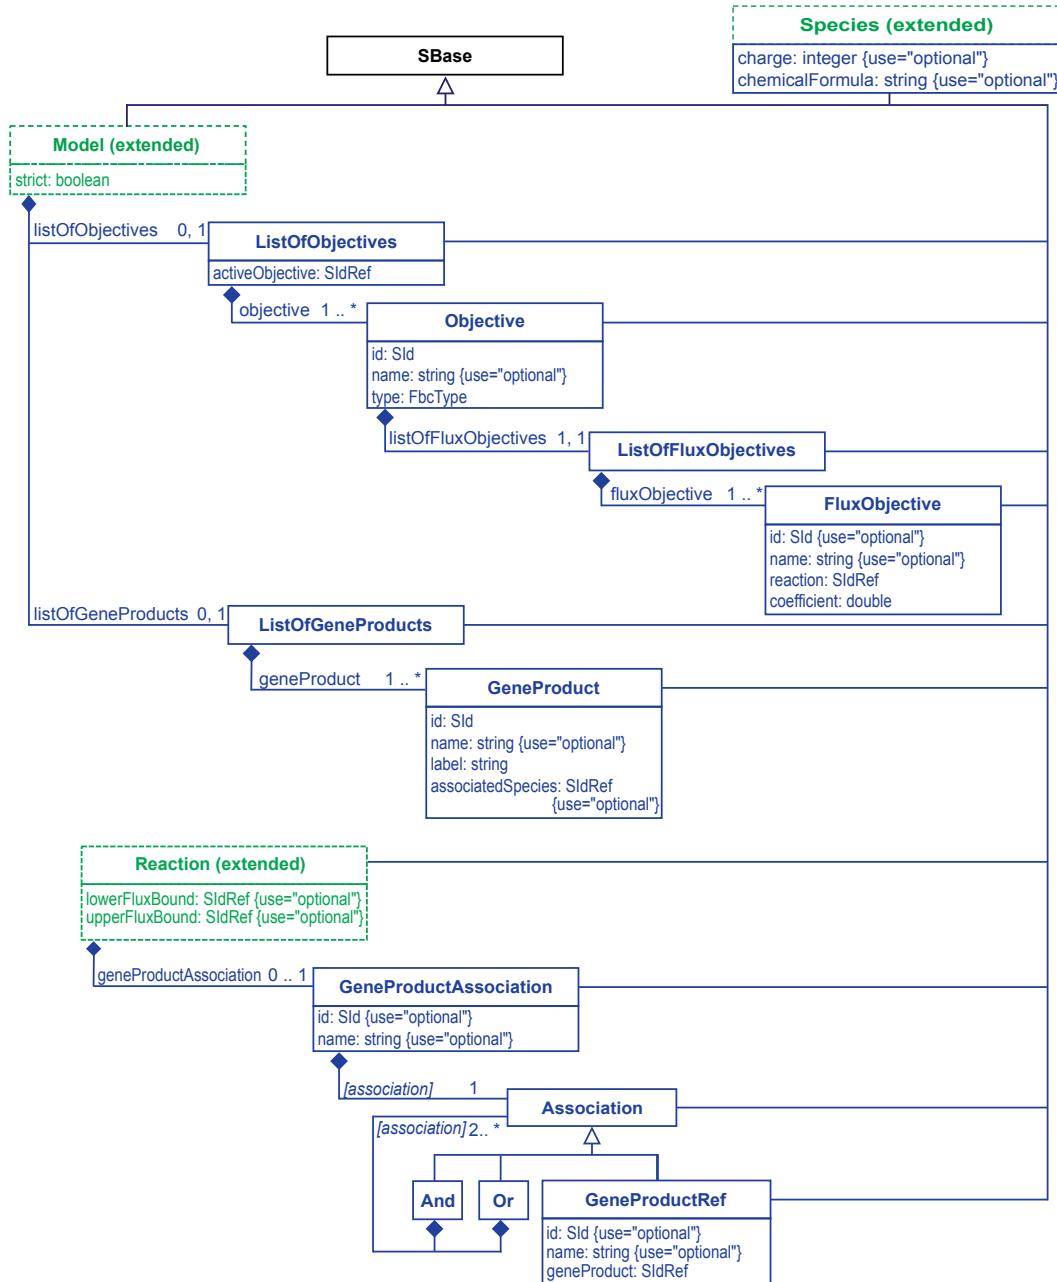 Species (extended)
charge: integer {use="optional"}
chemicalFormula: string {use="optional"}
SBase
Model (extended)
strict: boolean
listOfObjectives 0, 1
ListOfObjectives
activeObjective: SIdRef
objective 1 .. *
Objective
id: SId
name: string {use="optional"}
type: FbcType
listOfFluxObjectives 1, 1
ListOfFluxObjectives
fluxObjective 1 .. *
FluxObjective
id: SId {use="optional"}
name: string {use="optional"}
reaction: SIdRef
coefficient: double
listOfGeneProducts 0, 1
ListOfGeneProducts
geneProduct 1 .. *
GeneProduct
id: SId
name: string {use="optional"}
label: string
associatedSpecies: SIdRef
{use="optional"}
Reaction (extended)
lowerFluxBound: SIdRef {use="optional"}
upperFluxBound: SIdRef {use="optional"}
geneProductAssociation 0 .. 1
GeneProductAssociation
id: SId {use="optional"}
name: string {use="optional"}
[association] 1
Association
[association] 2.. *
And
Or
GeneProductRef
id: SId {use="optional"}
name: string {use="optional"}
geneProduct: SIdRef